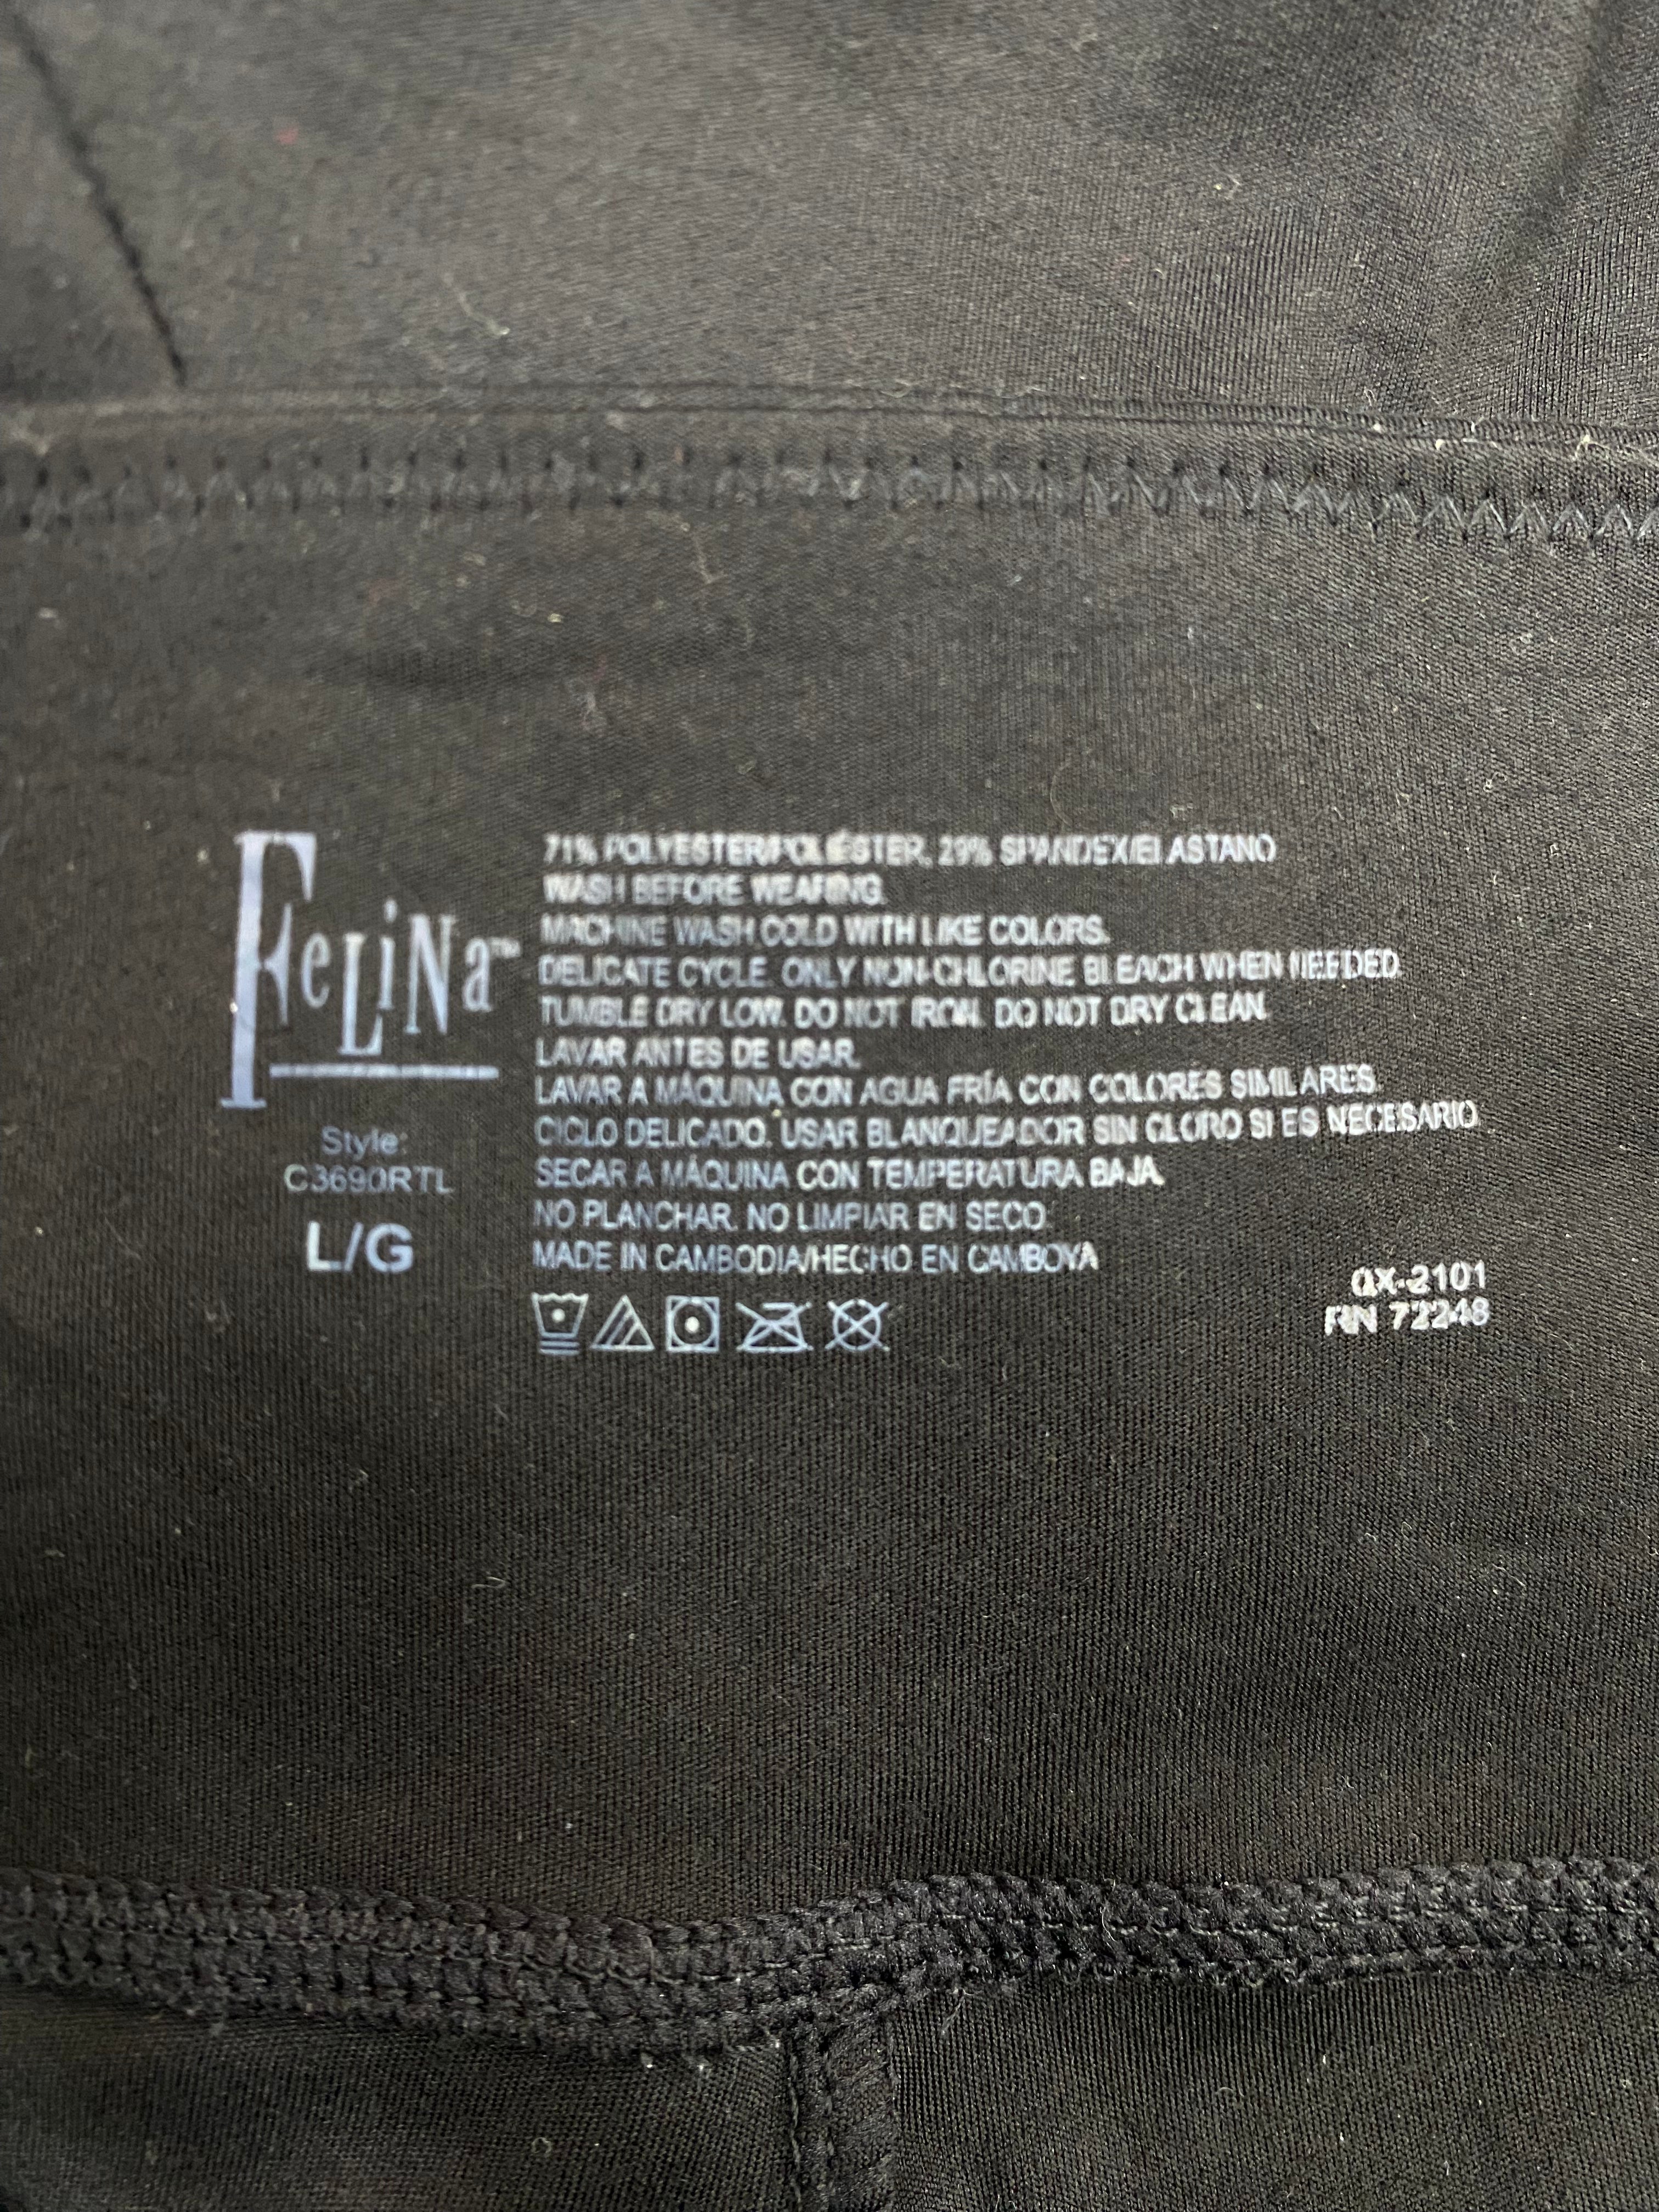 FeLiNa™
Style:
C3690RTL
L/G
71% POLYESTER/POLIÉSTER, 29% SPANDEX/ELASTANO
WASH BEFORE WEARING.
MACHINE WASH COLD WITH LIKE COLORS.
DELICATE CYCLE. ONLY NON-CHLORINE BLEACH WHEN NEEDED.
TUMBLE DRY LOW. DO NOT IRON. DO NOT DRY CLEAN.
LAVAR ANTES DE USAR.
LAVAR A MÁQUINA CON AGUA FRÍA CON COLORES SIMILARES.
CICLO DELICADO. USAR BLANQUEADOR SIN CLORO SI ES NECESARIO.
SECAR A MÁQUINA CON TEMPERATURA BAJA.
NO PLANCHAR. NO LIMPIAR EN SECO.
MADE IN CAMBODIA/HECHO EN CAMBOYA
QX-2101
RN 72248